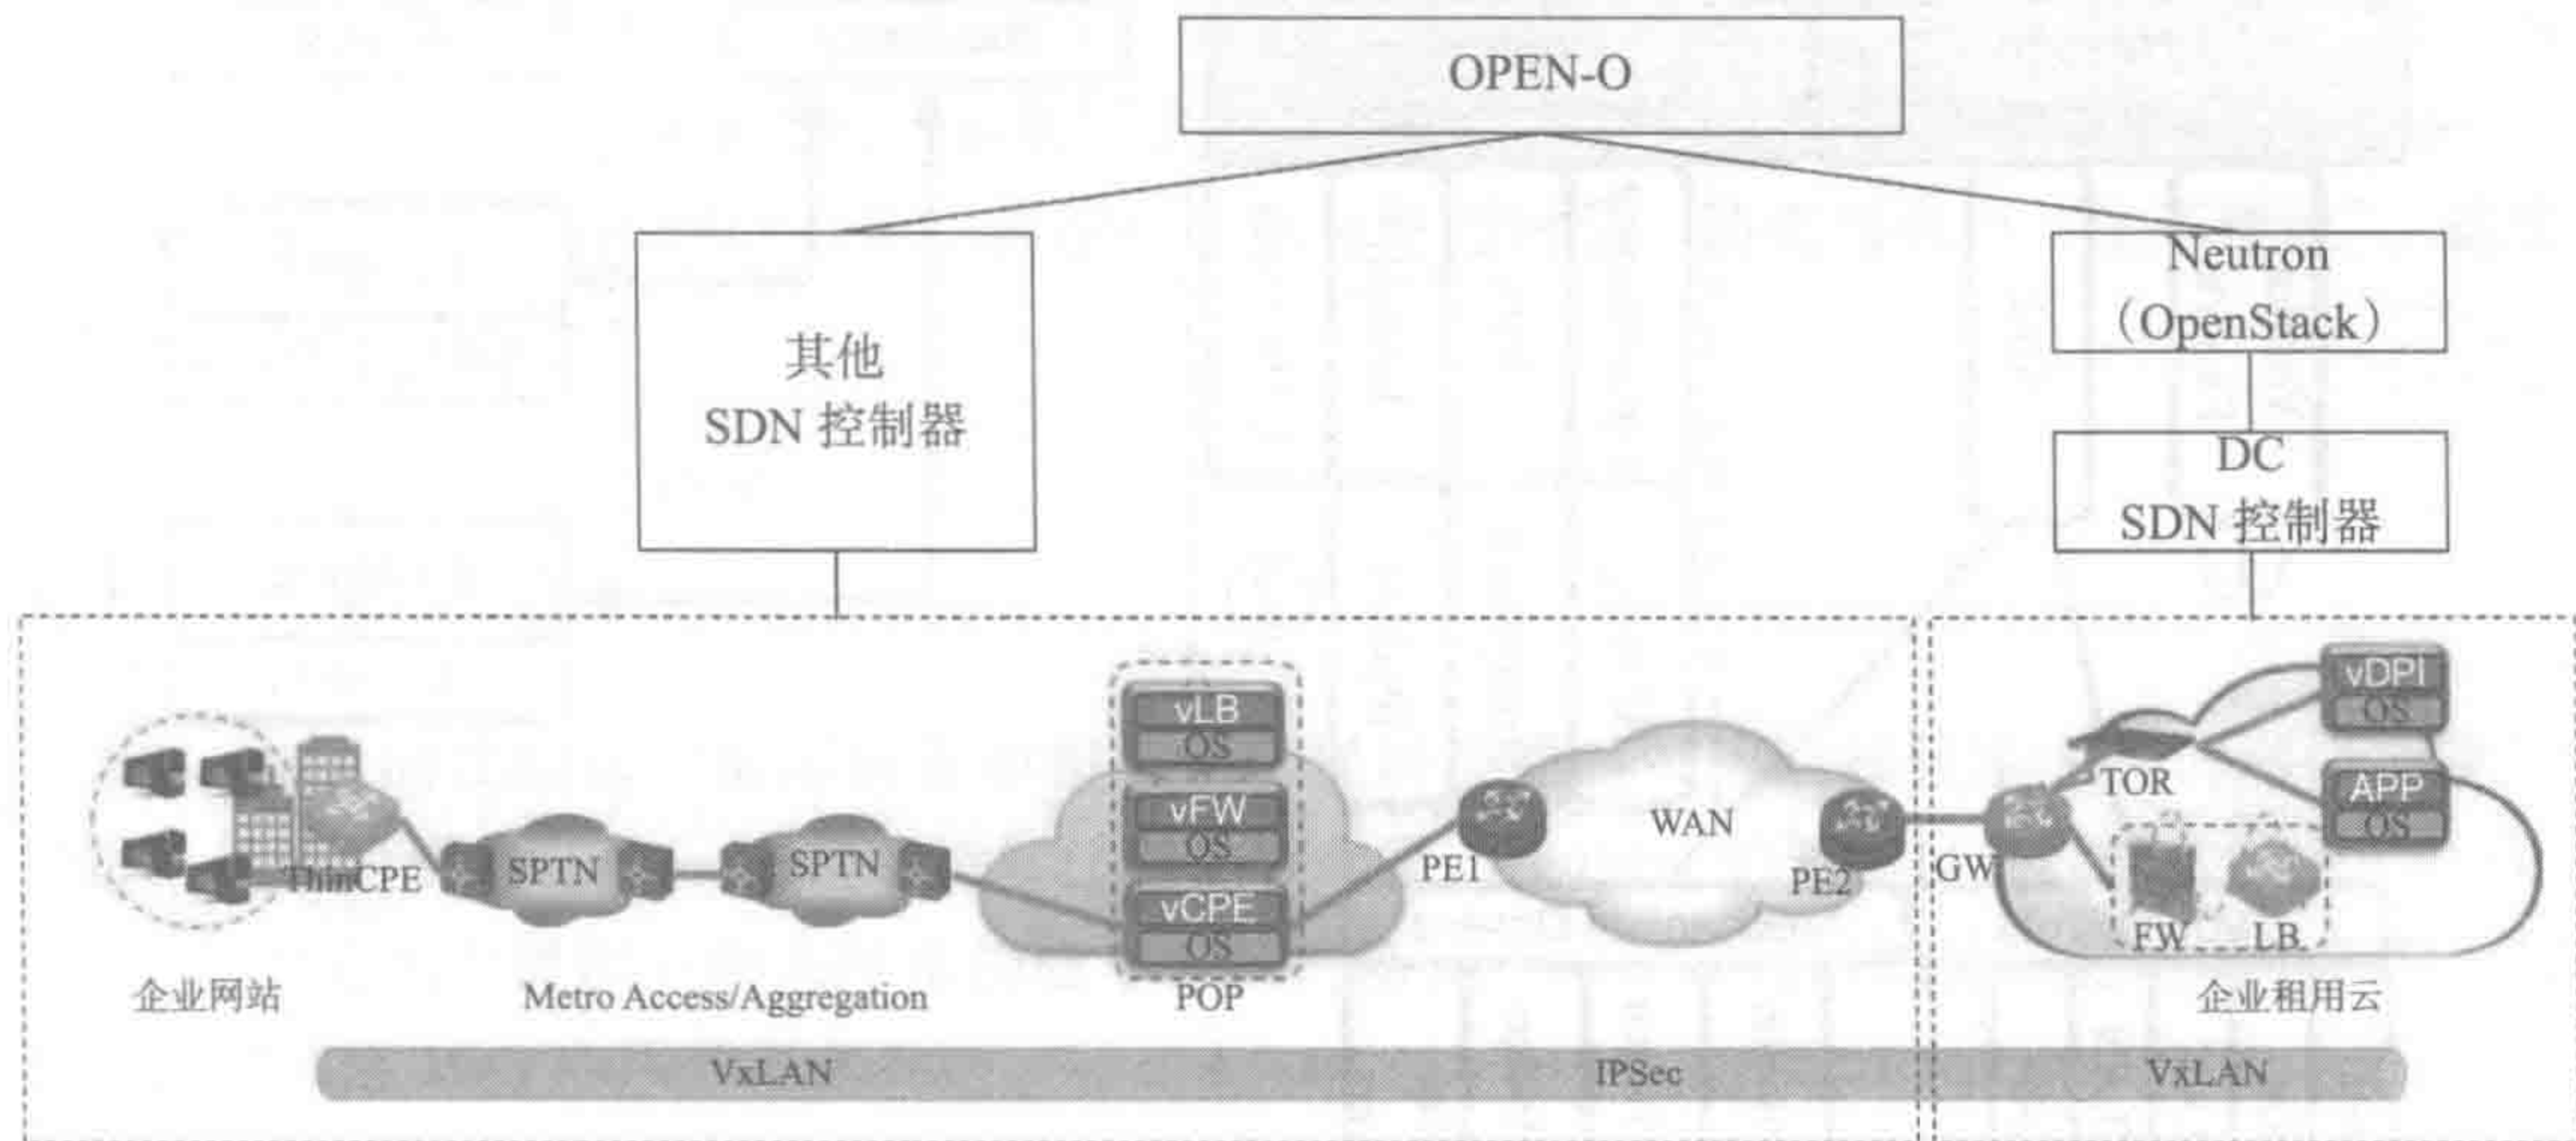 OPEN-O
其他
SDN 控制器
Neutron
（OpenStack）
DC
SDN 控制器
vLB
OS
vFW
OS
vCPE
OS
vDPI
OS
APP
OS
TOR
ThinCPE
SPTN
SPTN
PE1
WAN
PE2
GW
FW
LB
企业网站
Metro Access/Aggregation
POP
企业租用云
VxLAN
IPSec
VxLAN